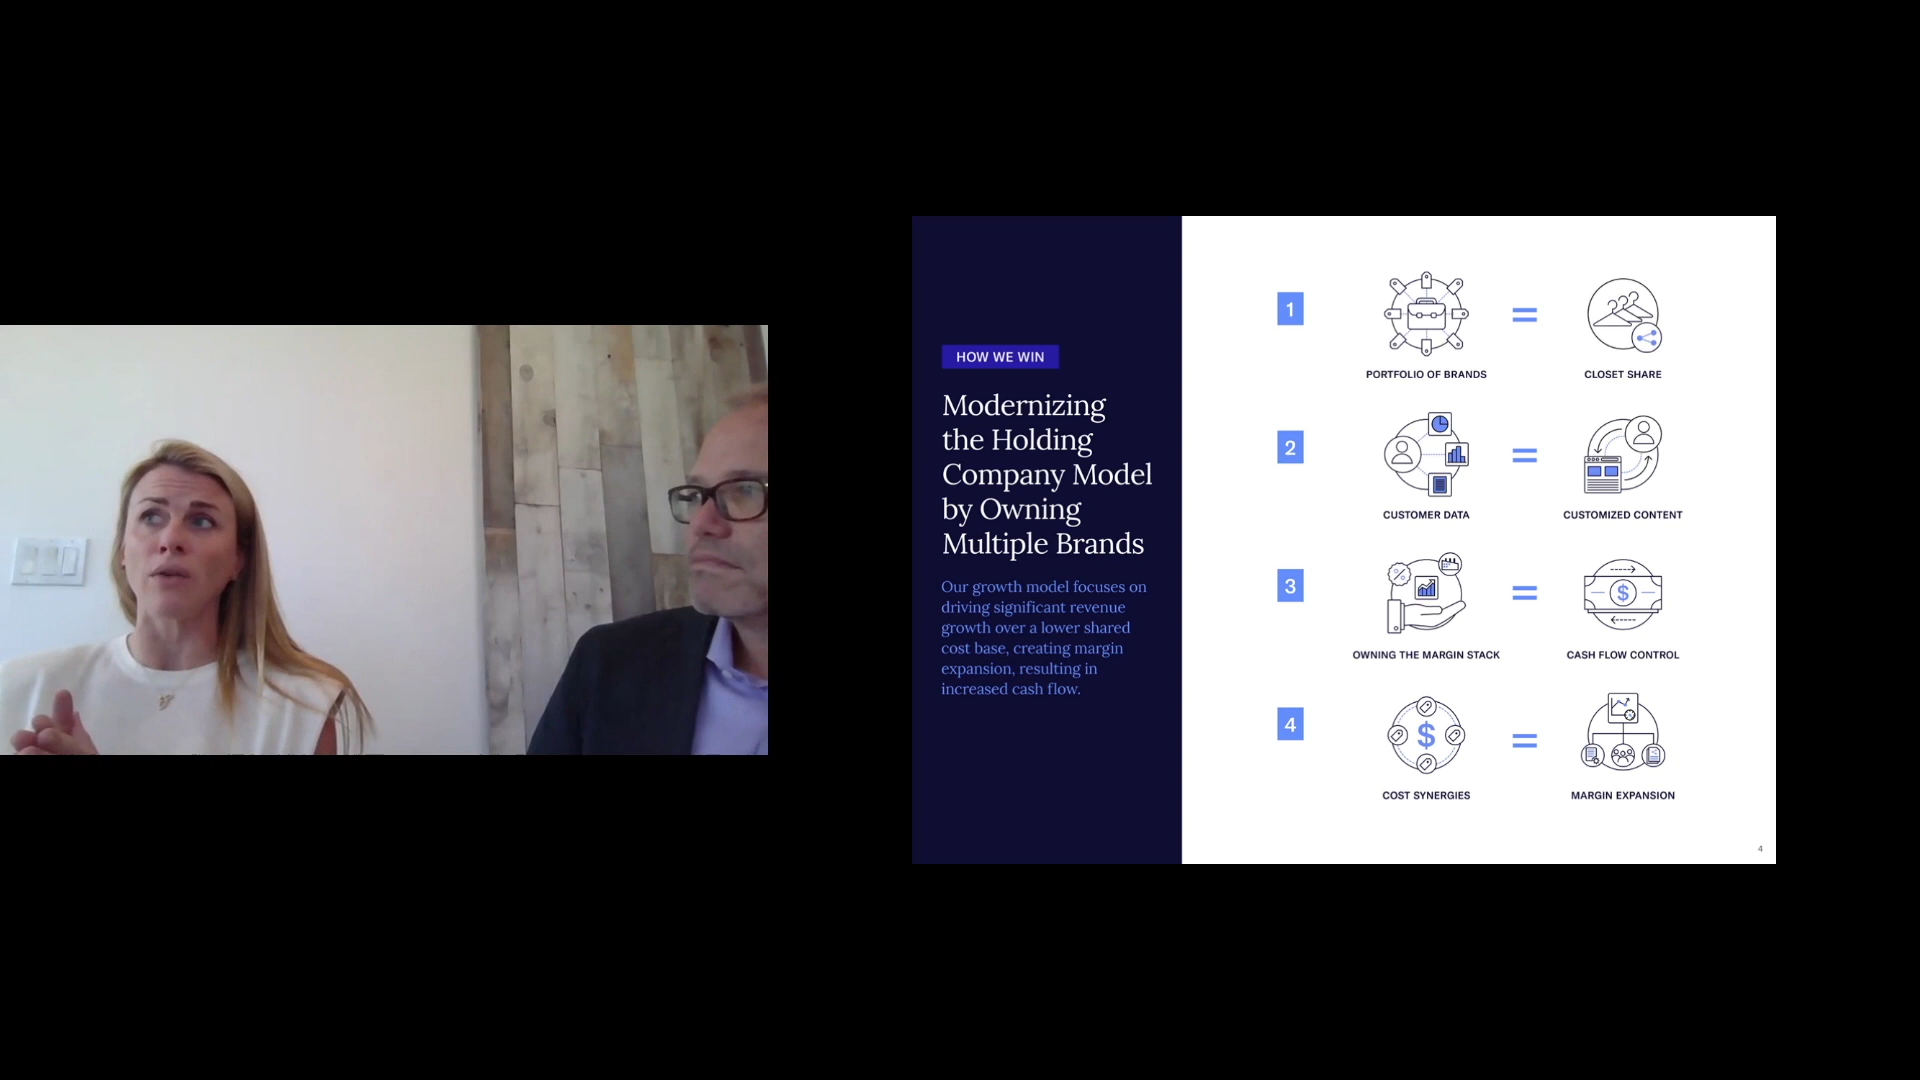 HOW WE WIN
Modernizing
the Holding
Company Model
by Owning
Multiple Brands
Our growth model focuses on
driving significant revenue
growth over a lower shared
cost base, creating margin
expansion, resulting in
increased cash flow.
1
PORTFOLIO OF BRANDS
=
CLOSET SHARE
2
CUSTOMER DATA
=
CUSTOMIZED CONTENT
3
%
OWNING THE MARGIN STACK
=
$
CASH FLOW CONTROL
4
$
COST SYNERGIES
=
MARGIN EXPANSION
4